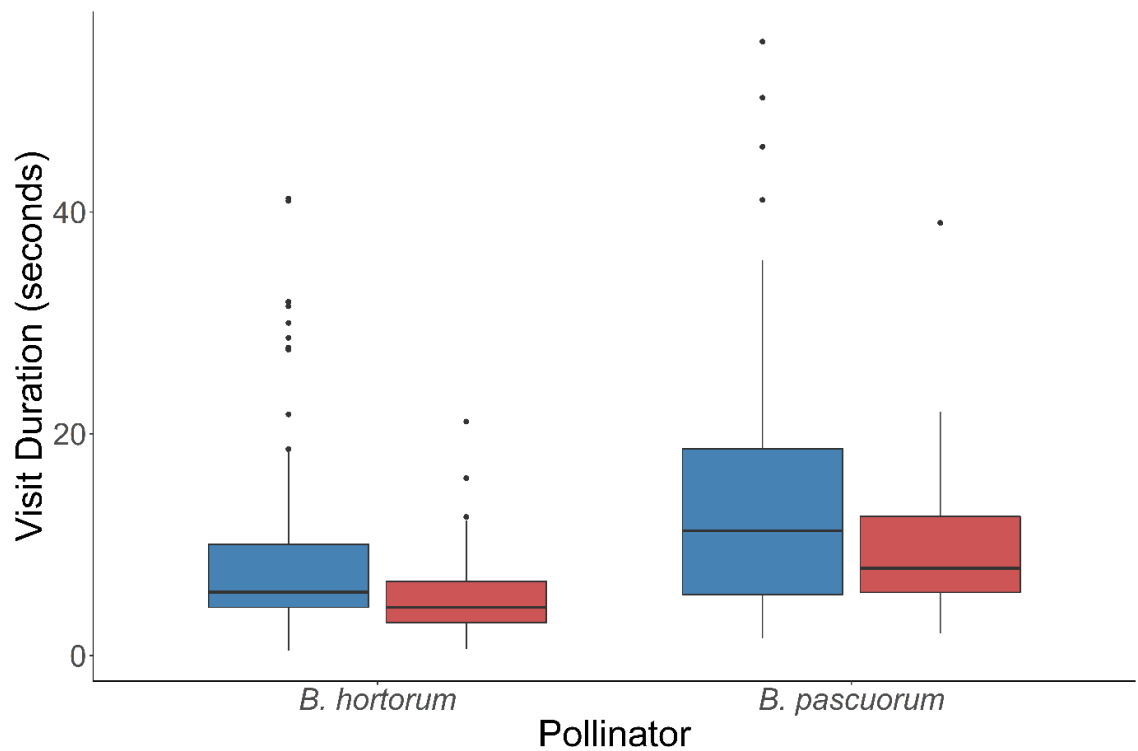 Visit Duration (seconds)
40
20
0
B. hortorum
B. pascuorum
Pollinator